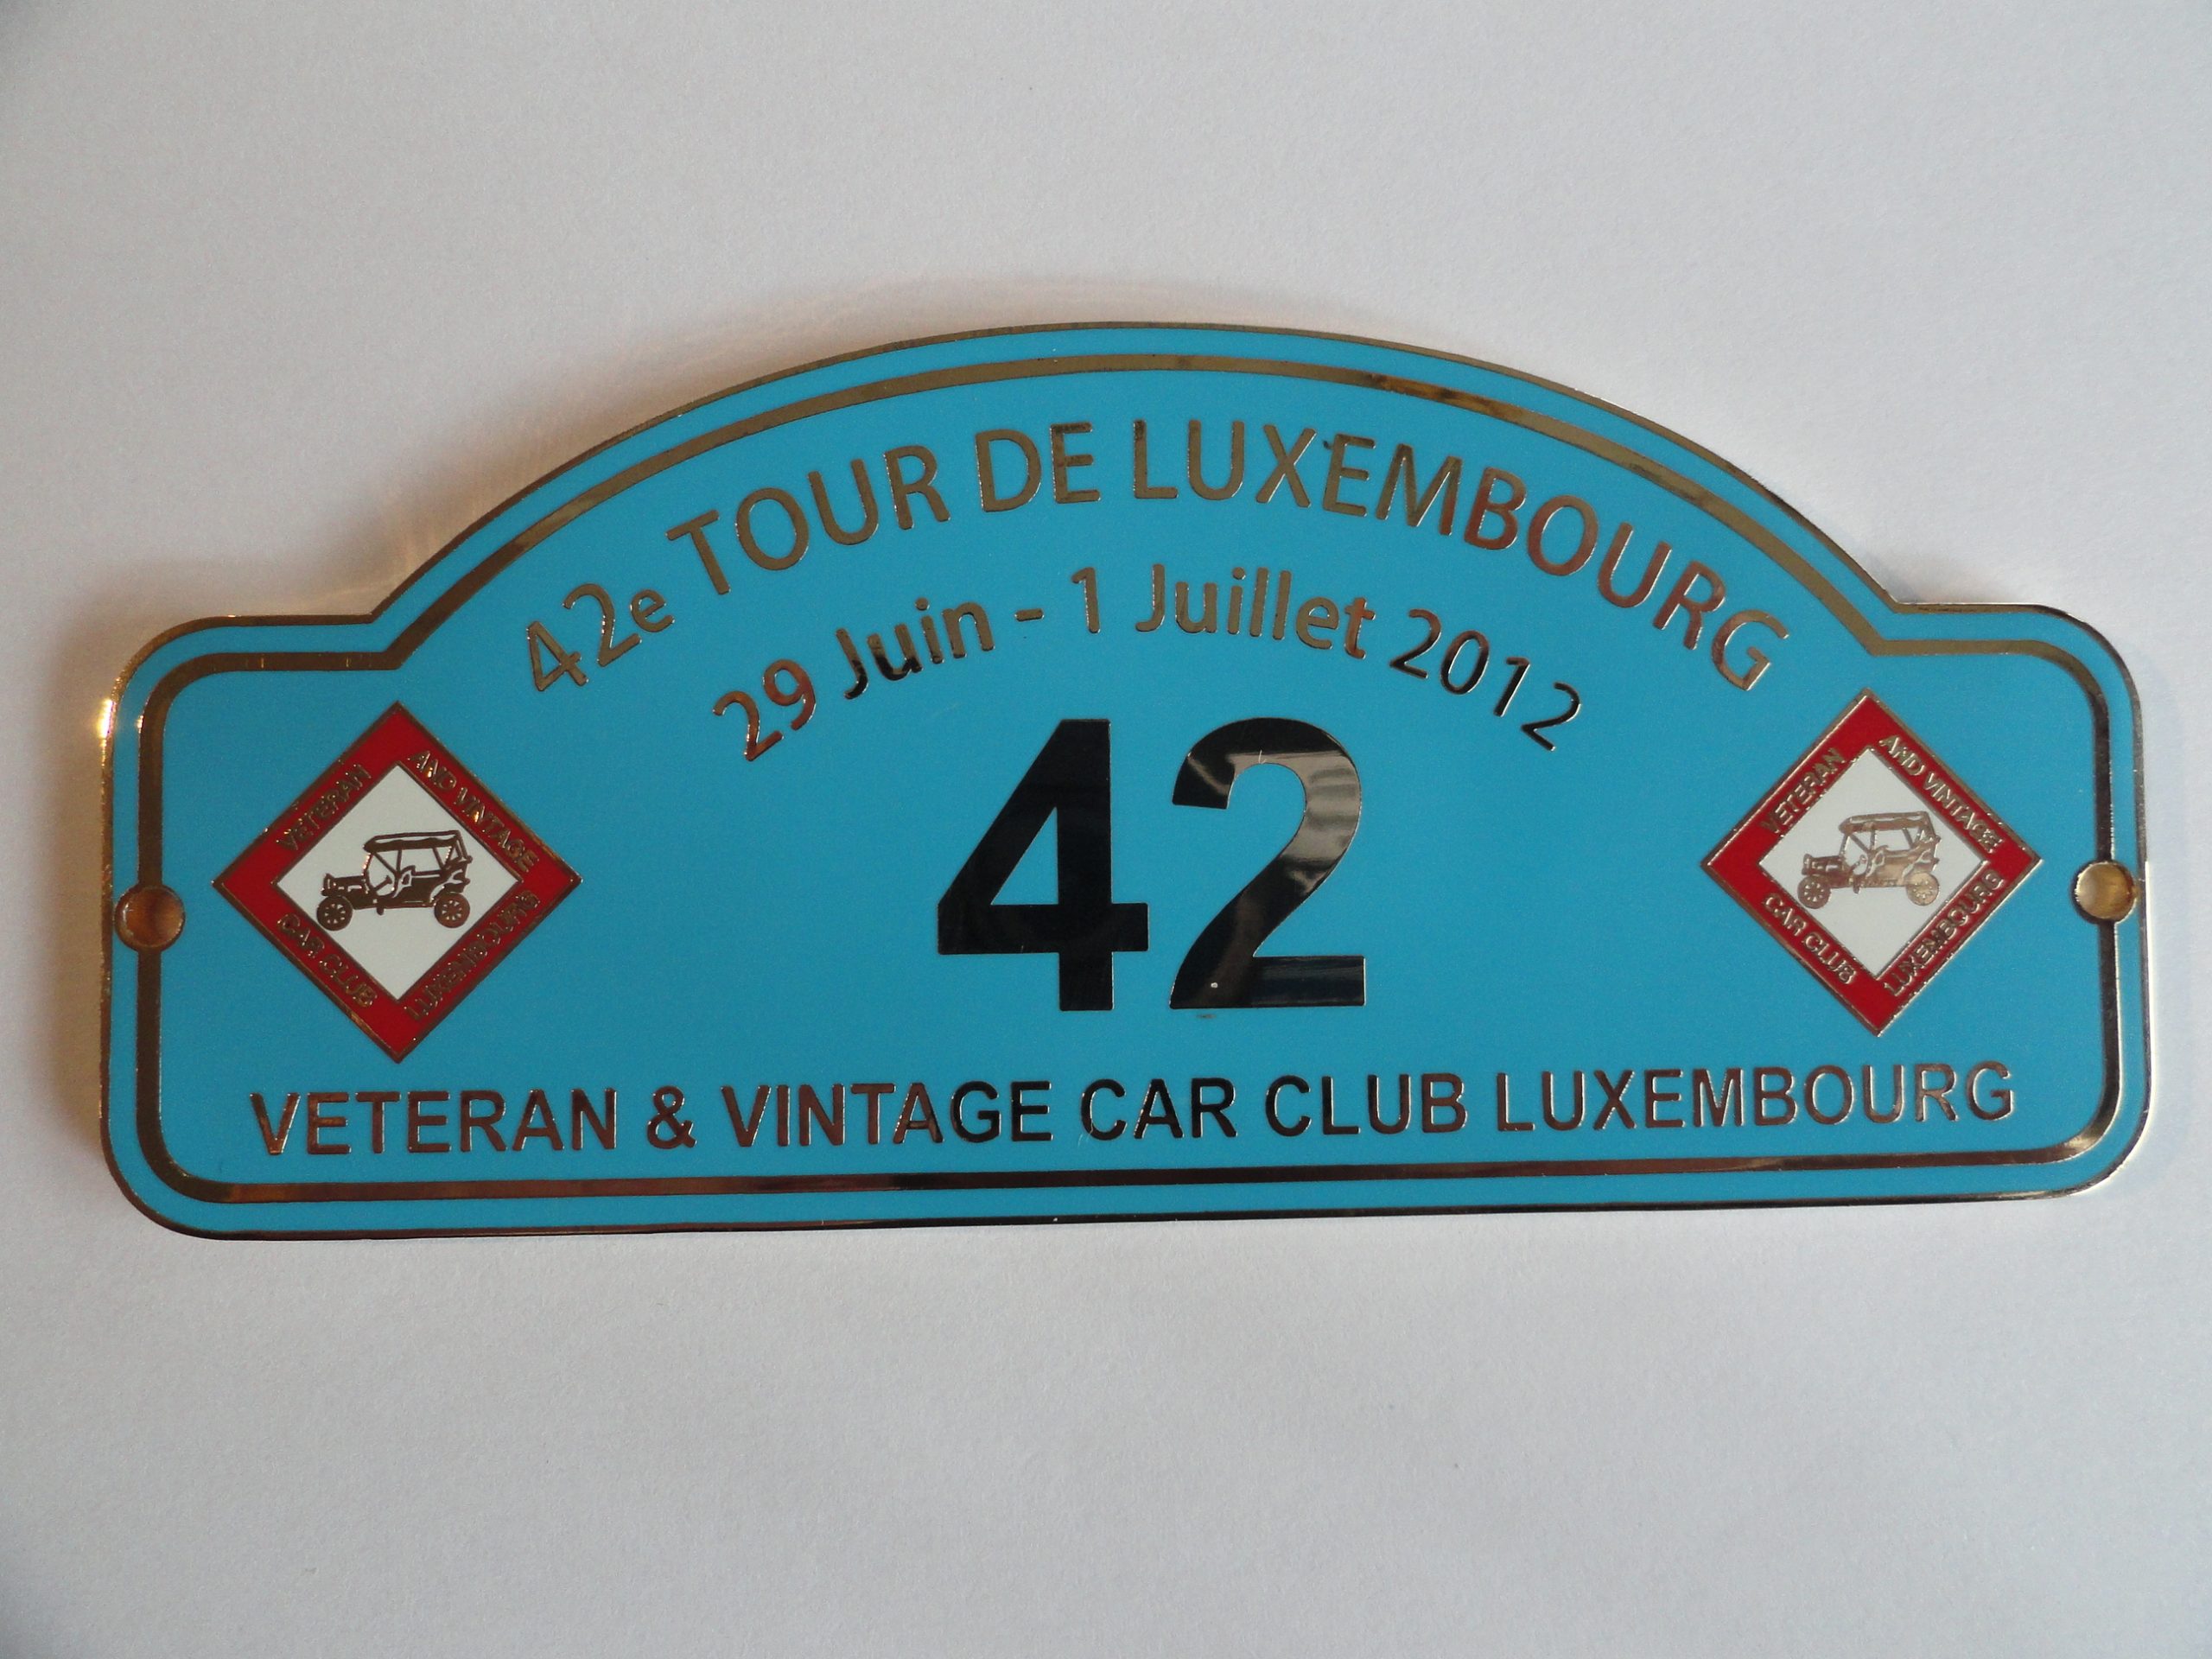 42e TOUR DE LUXEMBOURG
29 Juin - 1 Juillet 2012
42
VETERAN
AND VINTAGE
CAR CLUB
LUXEMBOURG
VETERAN
AND VINTAGE
CAR CLUB
LUXEMBOURG
VETERAN & VINTAGE CAR CLUB LUXEMBOURG